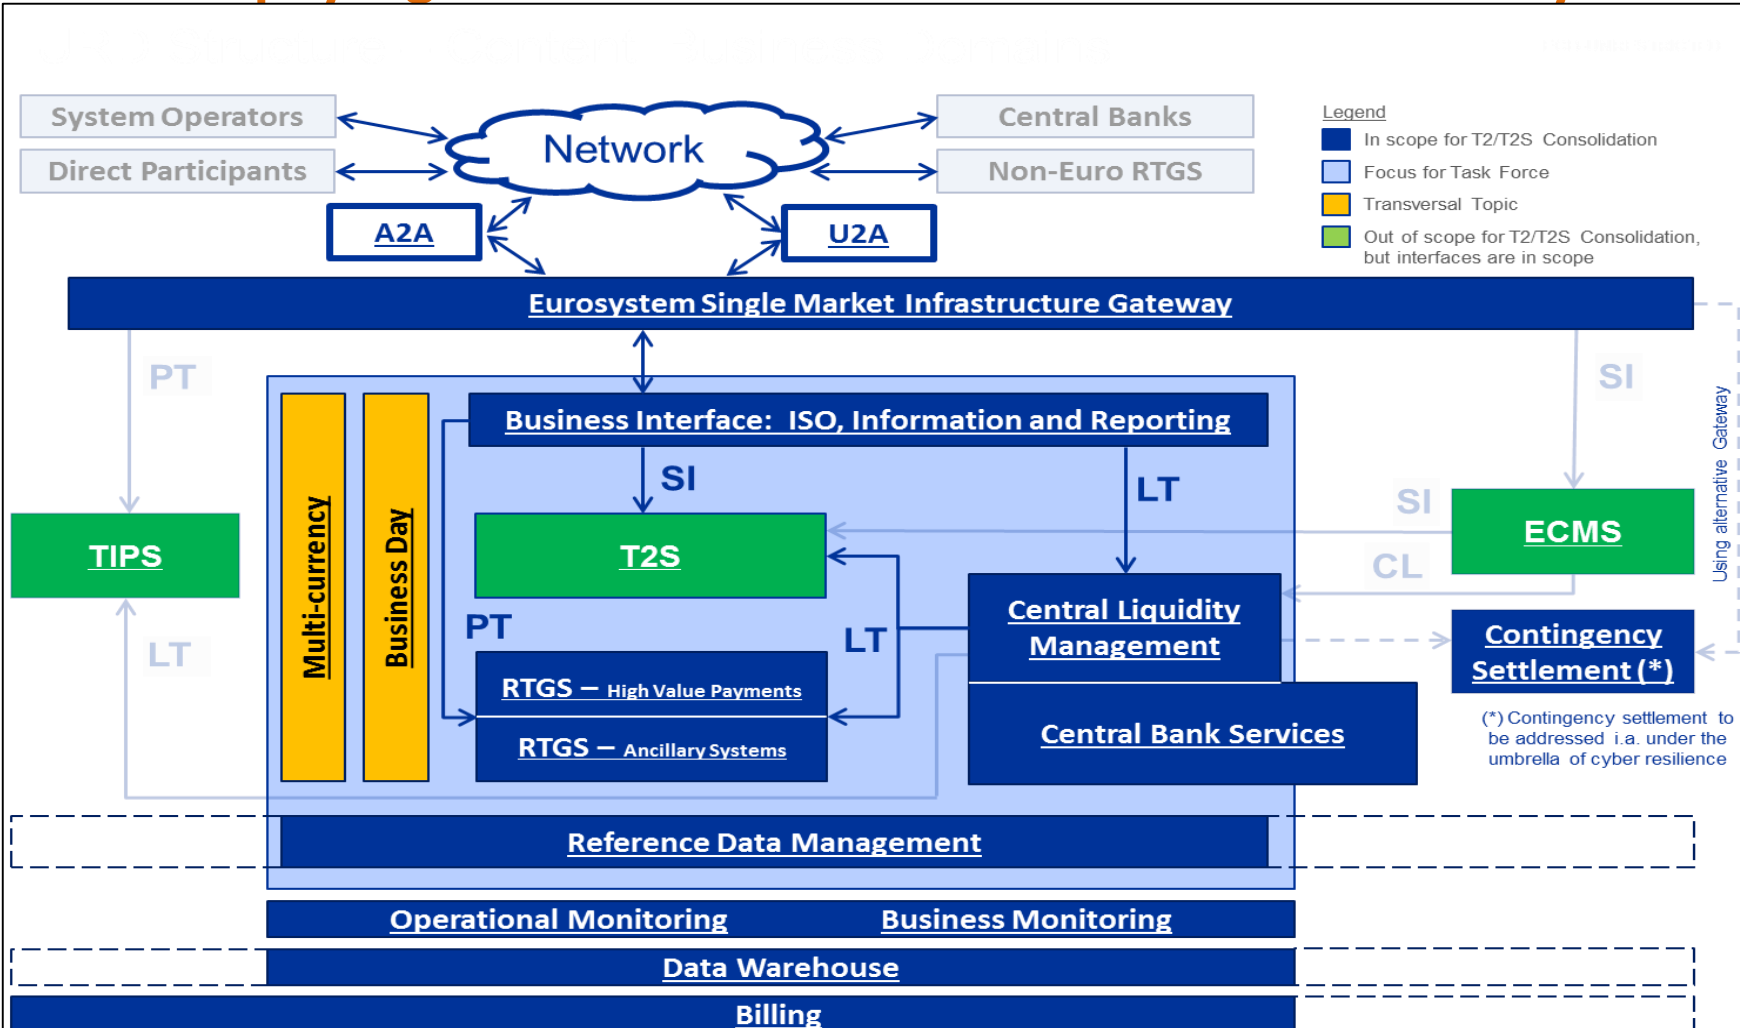 System Operators
Direct Participants
Network
Central Banks
Non-Euro RTGS
Legend
In scope for T2/T2S Consolidation
Focus for Task Force
Transversal Topic
Out of scope for T2/T2S Consolidation,
but interfaces are in scope
A2A
U2A
Eurosystem Single Market Infrastructure Gateway
PT
SI
Using alternative Gateway
Business Interface: ISO, Information and Reporting
SI
LT
Multi-currency
Business Day
TIPS
T2S
SI
ECMS
CL
PT
LT
LT
Central Liquidity
Management
Contingency
Settlement (*)
RTGS – High Value Payments
RTGS – Ancillary Systems
Central Bank Services
(*) Contingency settlement to
be addressed i.a. under the
umbrella of cyber resilience
Reference Data Management
Operational Monitoring
Business Monitoring
Data Warehouse
Billing